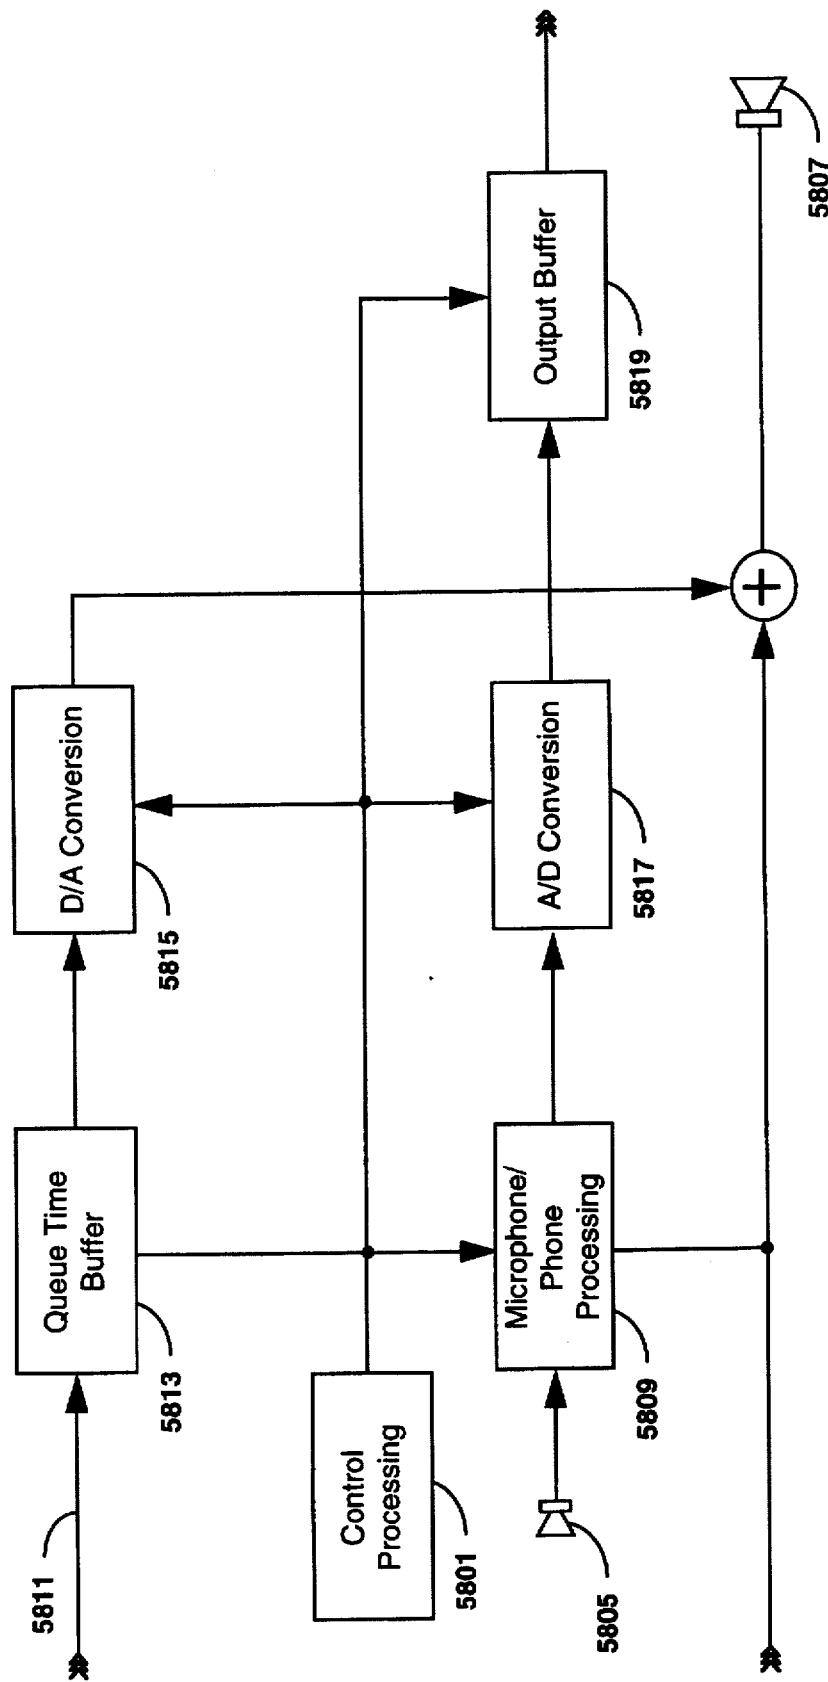 5811
Queue Time
Buffer
5813
D/A Conversion
5815
Control
Processing
5801
5805
Microphone/
Phone
Processing
5809
A/D Conversion
5817
Output Buffer
5819
+
5807